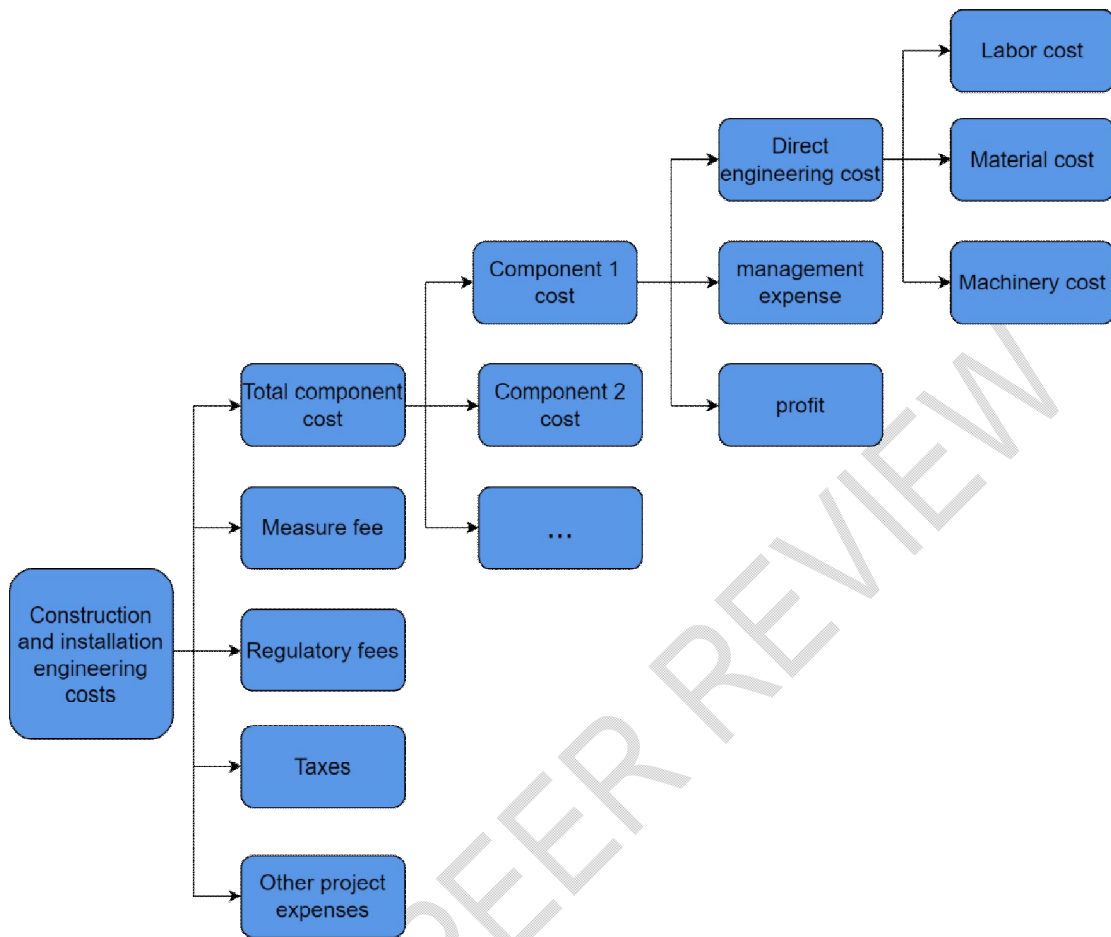 Labor cost
Direct
engineering cost
Material cost
Component 1
cost
management
expense
Machinery cost
Total component
cost
Component 2
cost
profit
Measure fee
...
Construction
and installation
engineering
costs
Regulatory fees
Taxes
Other project
expenses
PEER REVIEW